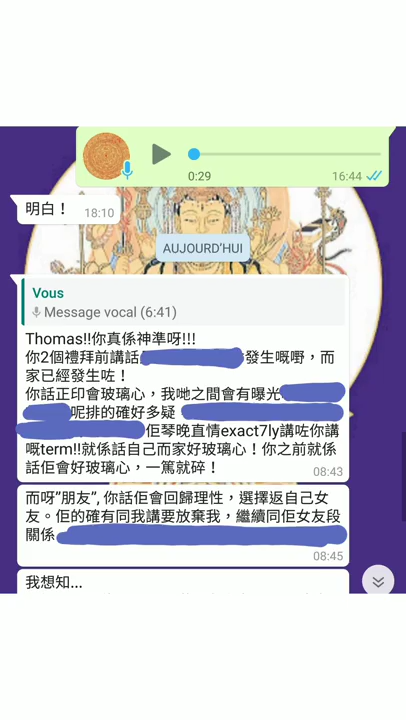 0:29 16:44
明白！ 18:10
AUJOURD'HUI
Vous
Message vocal (6:41)
Thomas!!你真係神準呀!!!
你2個禮拜前講話 發生嘅嘢，而
家已經發生咗！
你話正印會玻璃心，我哋之間會有曝光
呢排的確好多疑
佢琴晚直情exact7ly講咗你講
嘅term!!就係話自己而家好玻璃心！你之前就係
話佢會好玻璃心，一篤就碎！
08:43
而呀"朋友", 你話佢會回歸理性，選擇返自己女
友。佢的確有同我講要放棄我，繼續同佢女友段
關係
08:45
我想知...